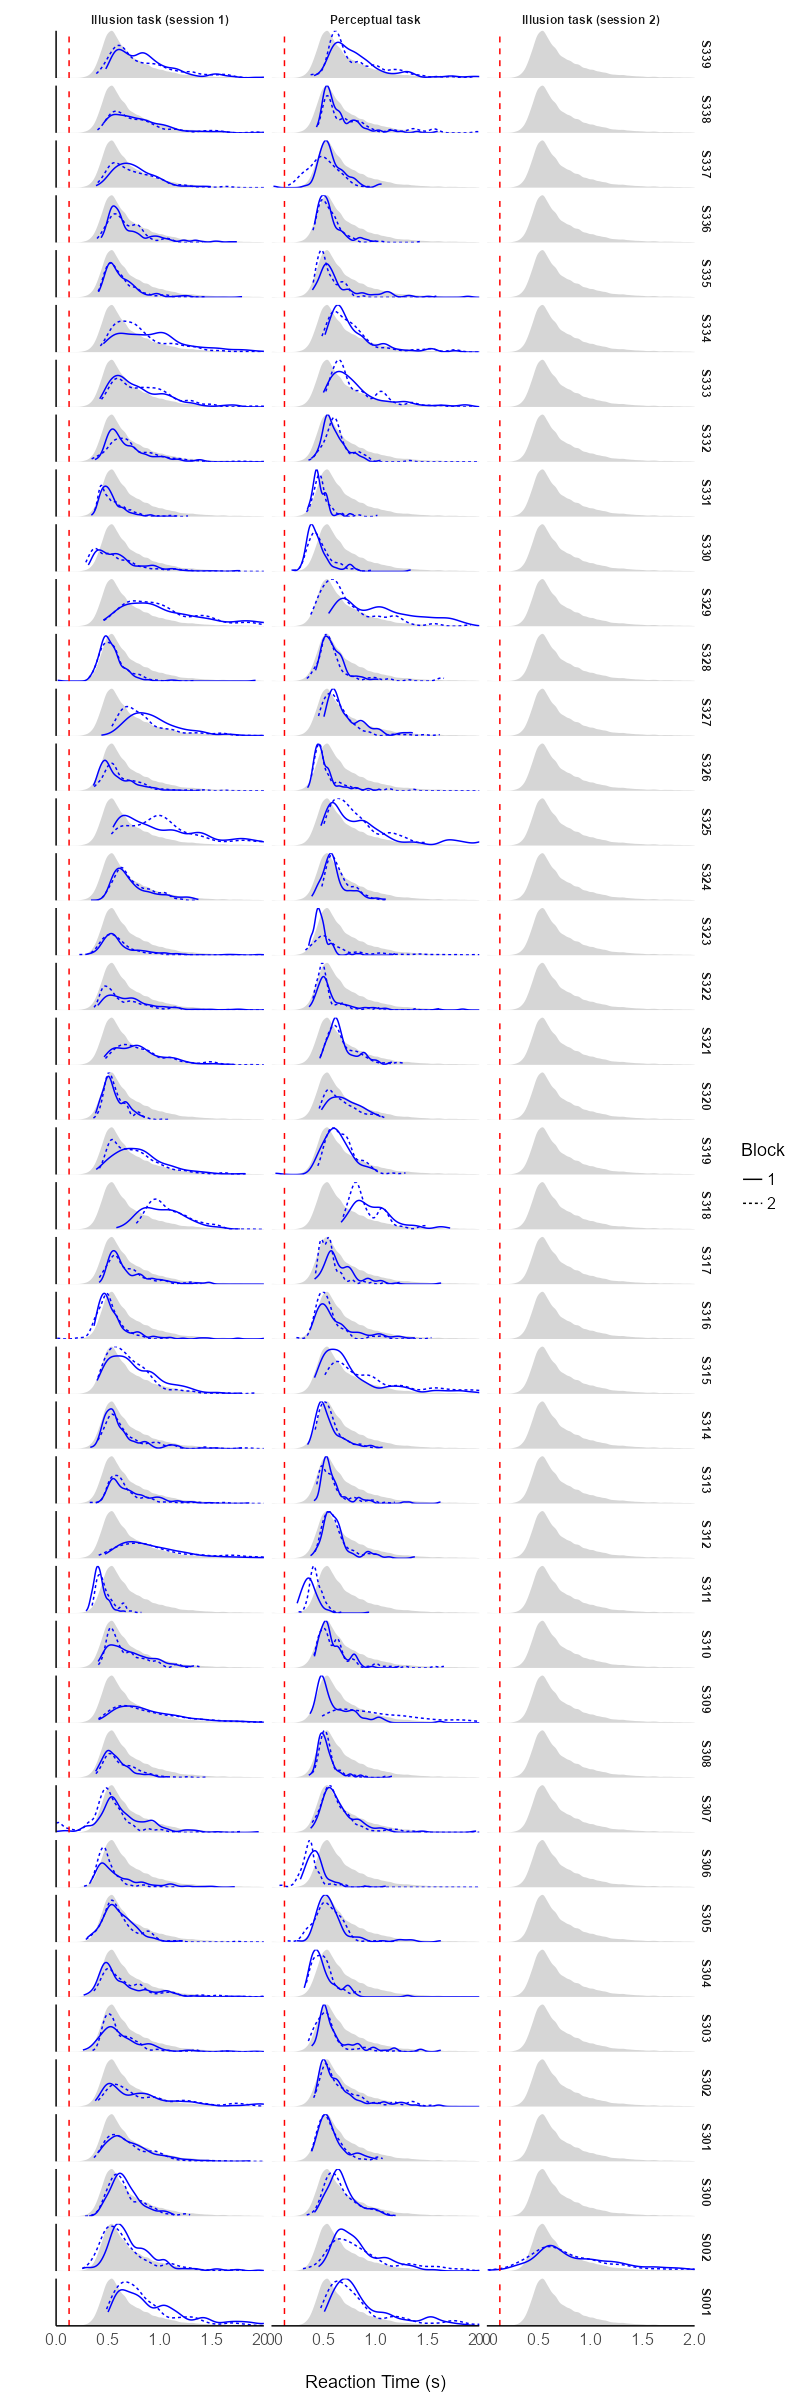 Illusion task (session 1) Perceptual task Illusion task (session 2)
S339
S338
S337
S336
S335
S334
S333
S332
S331
S330
S329
S328
S327
S326
S325
S324
S323
S322
S321
S320
S319
Block
1
S318
2
S317
S316
S315
S314
S313
S312
S311
S310
S309
S308
S307
S306
S305
S304
S303
S302
S301
S300
S002
S001
0.0 0.5 1.0 1.5 2.0 0.0 0.5 1.0 1.5 2.0 0.0 0.5 1.0 1.5 2.0
Reaction Time (s)